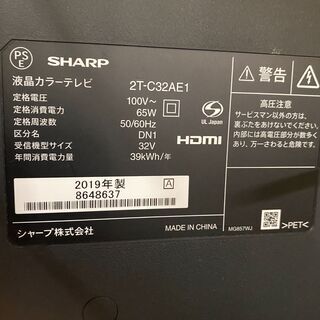 PS
E
SHARP
液晶カラーテレビ 2T-C32AE1
定格電圧 100V~
定格消費電力 65W
定格周波数 50/60Hz
区分名 DN1
受信機型サイズ 32V
年間消費電力量 39kWh/年
UL Japan
HDMI
2019年製 A
8648637
シャープ株式会社
MADE IN CHINA
警告
高圧注意
サービスマン以外の方は、
裏ぶたをあけないでください。
内部には高電圧部分が数多く
あり、万一さわると危険です。
MG857WJ
>PET<